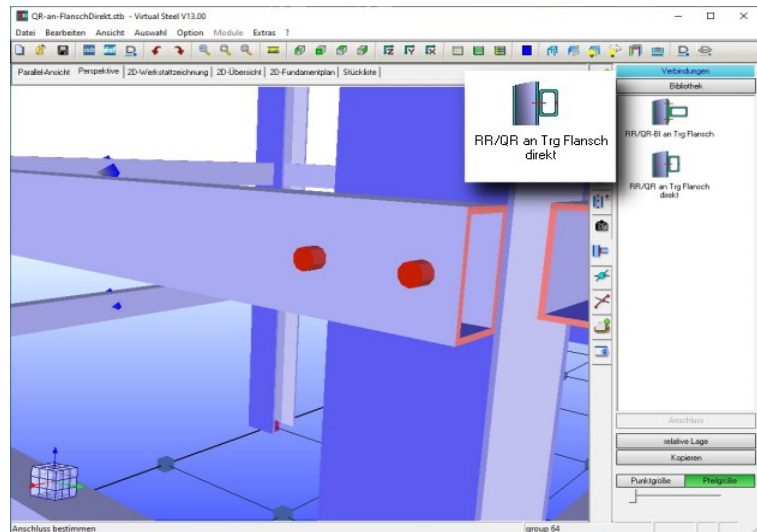 QR-an-FlanschDirekt.stb - Virtual Steel V13.00
Datei Bearbeiten Ansicht Auswahl Option Module Extras ?
Parallel-Ansicht Perspektive 2D-Werkstattzeichnung 2D-Übersicht 2D-Fundamentplan Stückliste
Verbindungen
Bibliothek
RR/QR-Bl an Trg Flansch
RR/QR an Trg Flansch
direkt
RR/QR an Trg Flansch
direkt
Anschluss
relative Lage
Kopieren
Punktgröße Pfeilgröße
Anschluss bestimmen
group 64